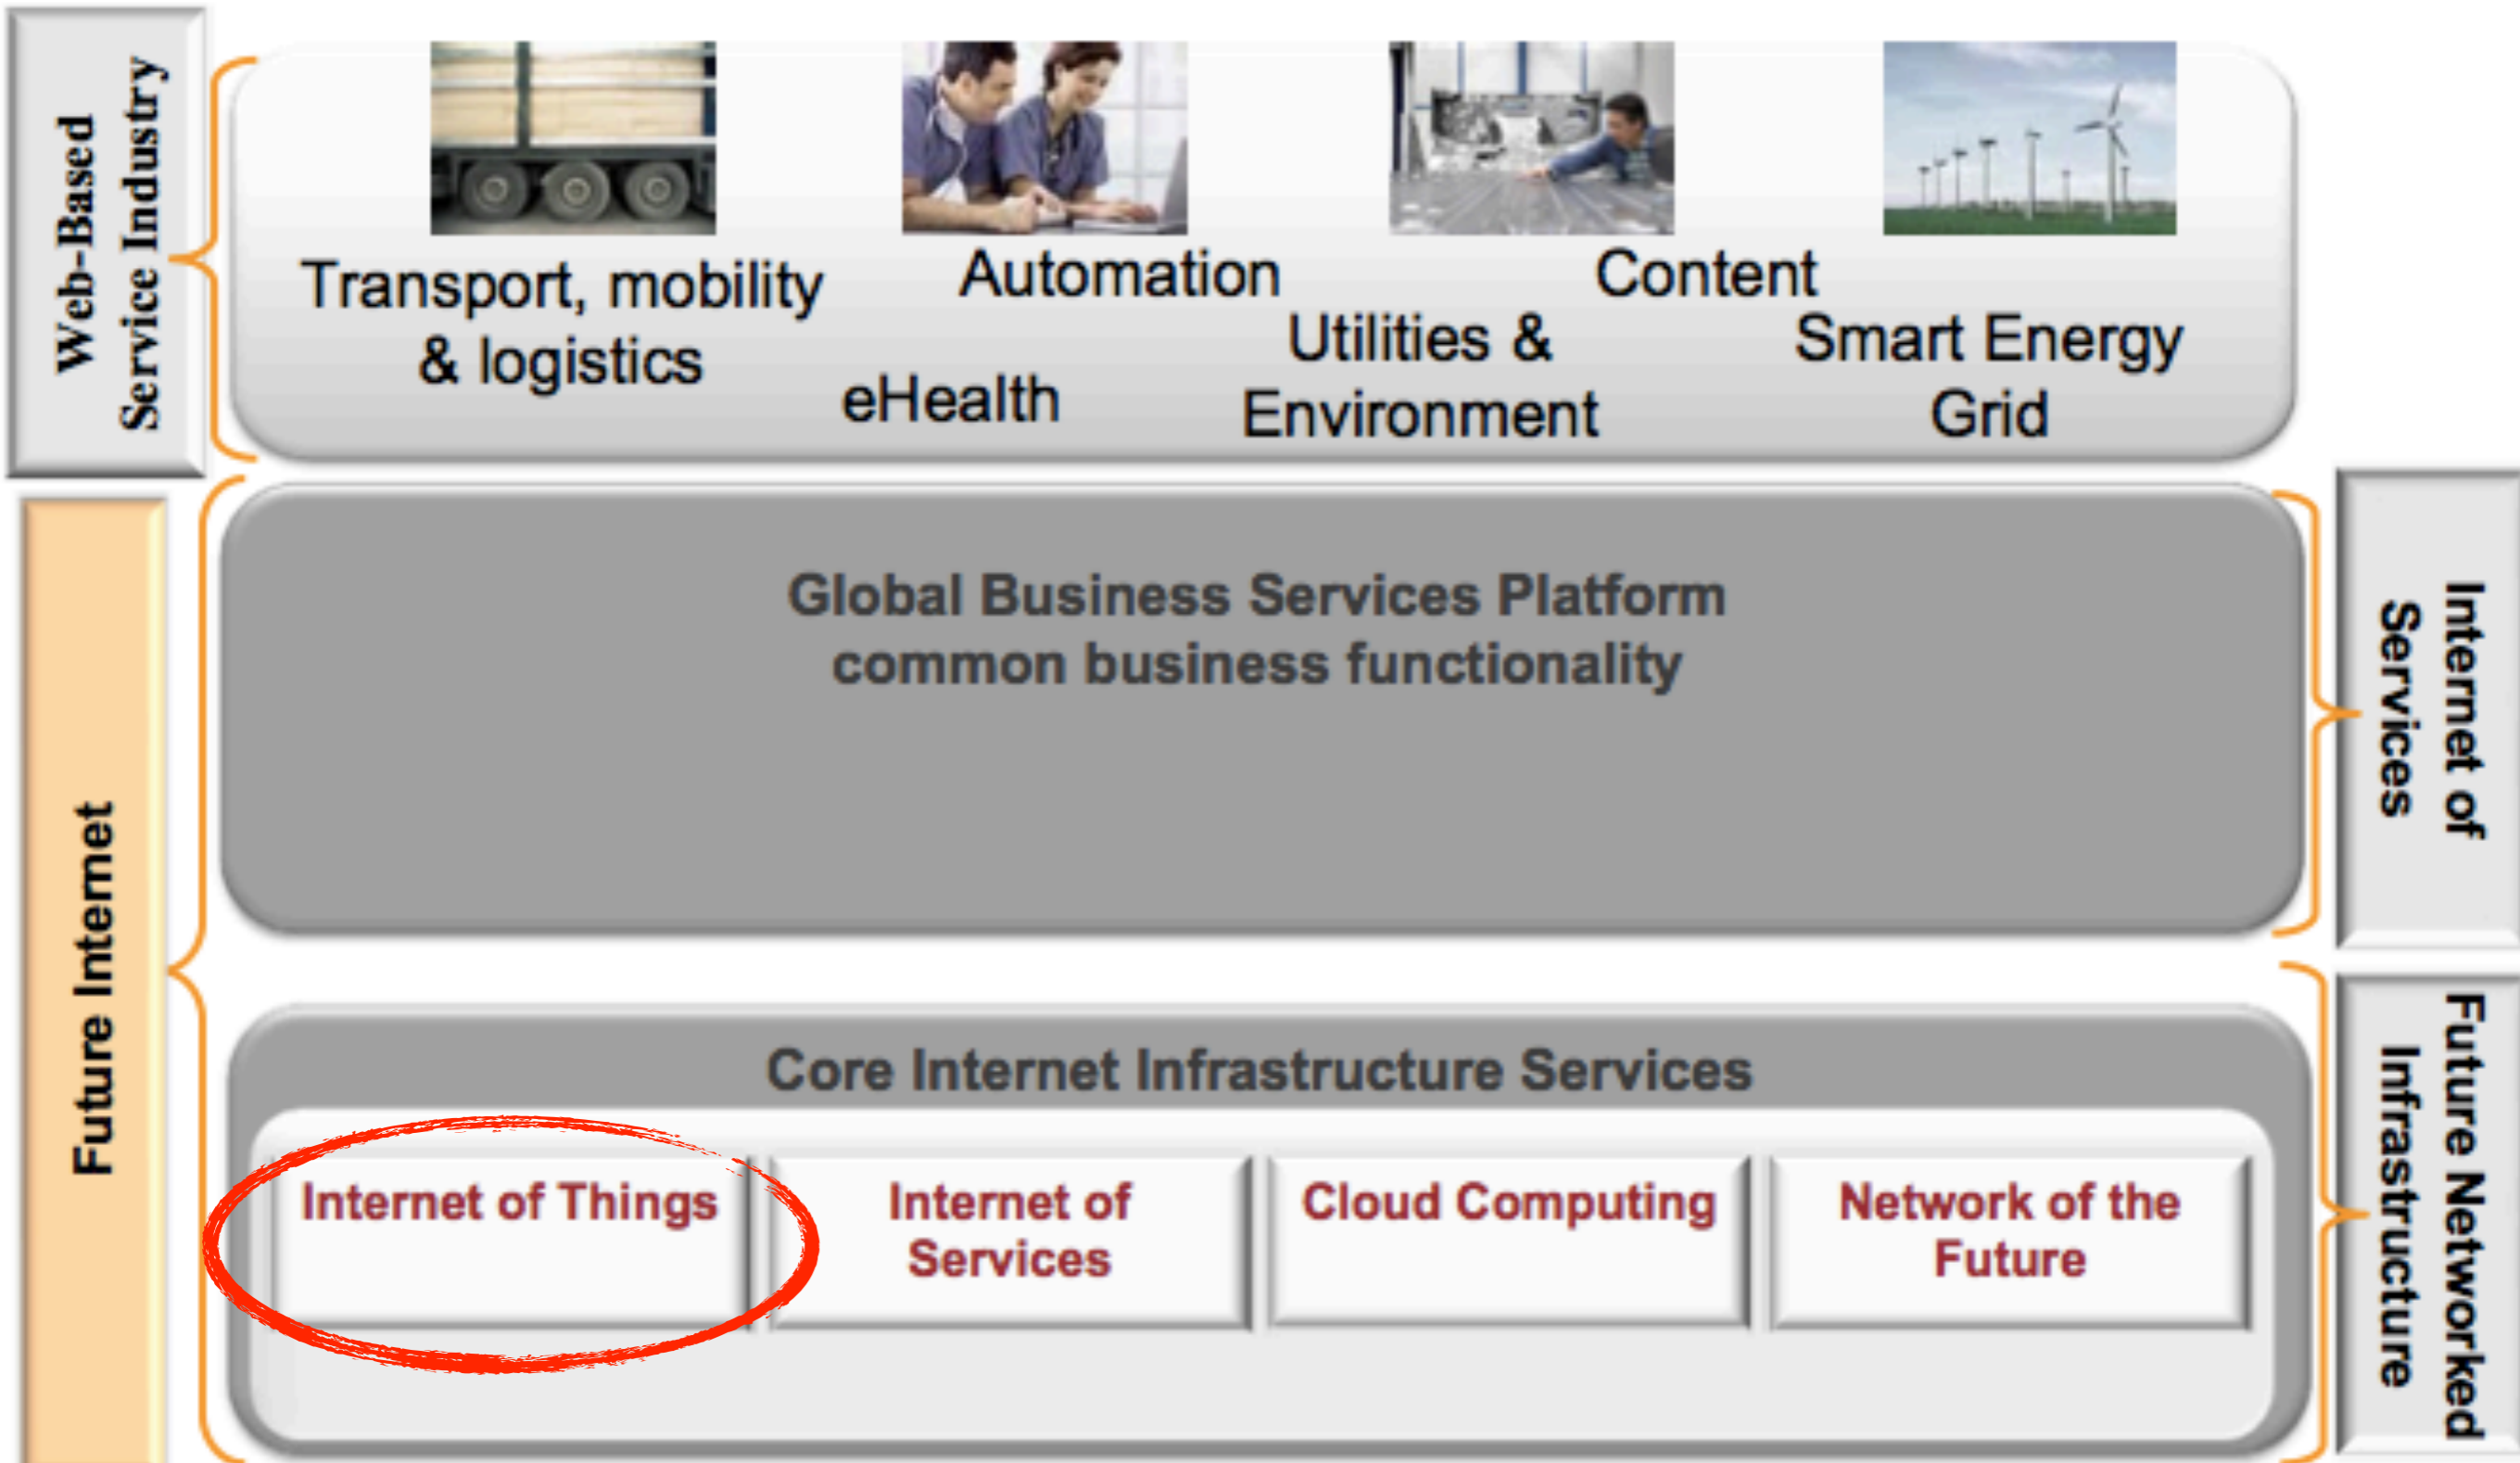 Web-Based
Service Industry
Transport, mobility
& logistics
Automation
eHealth
Utilities &
Environment
Content
Smart Energy
Grid
Future Internet
Global Business Services Platform
common business functionality
Internet of
Services
Core Internet Infrastructure Services
Internet of Things
Internet of
Services
Cloud Computing
Network of the
Future
Future Networked
Infrastructure